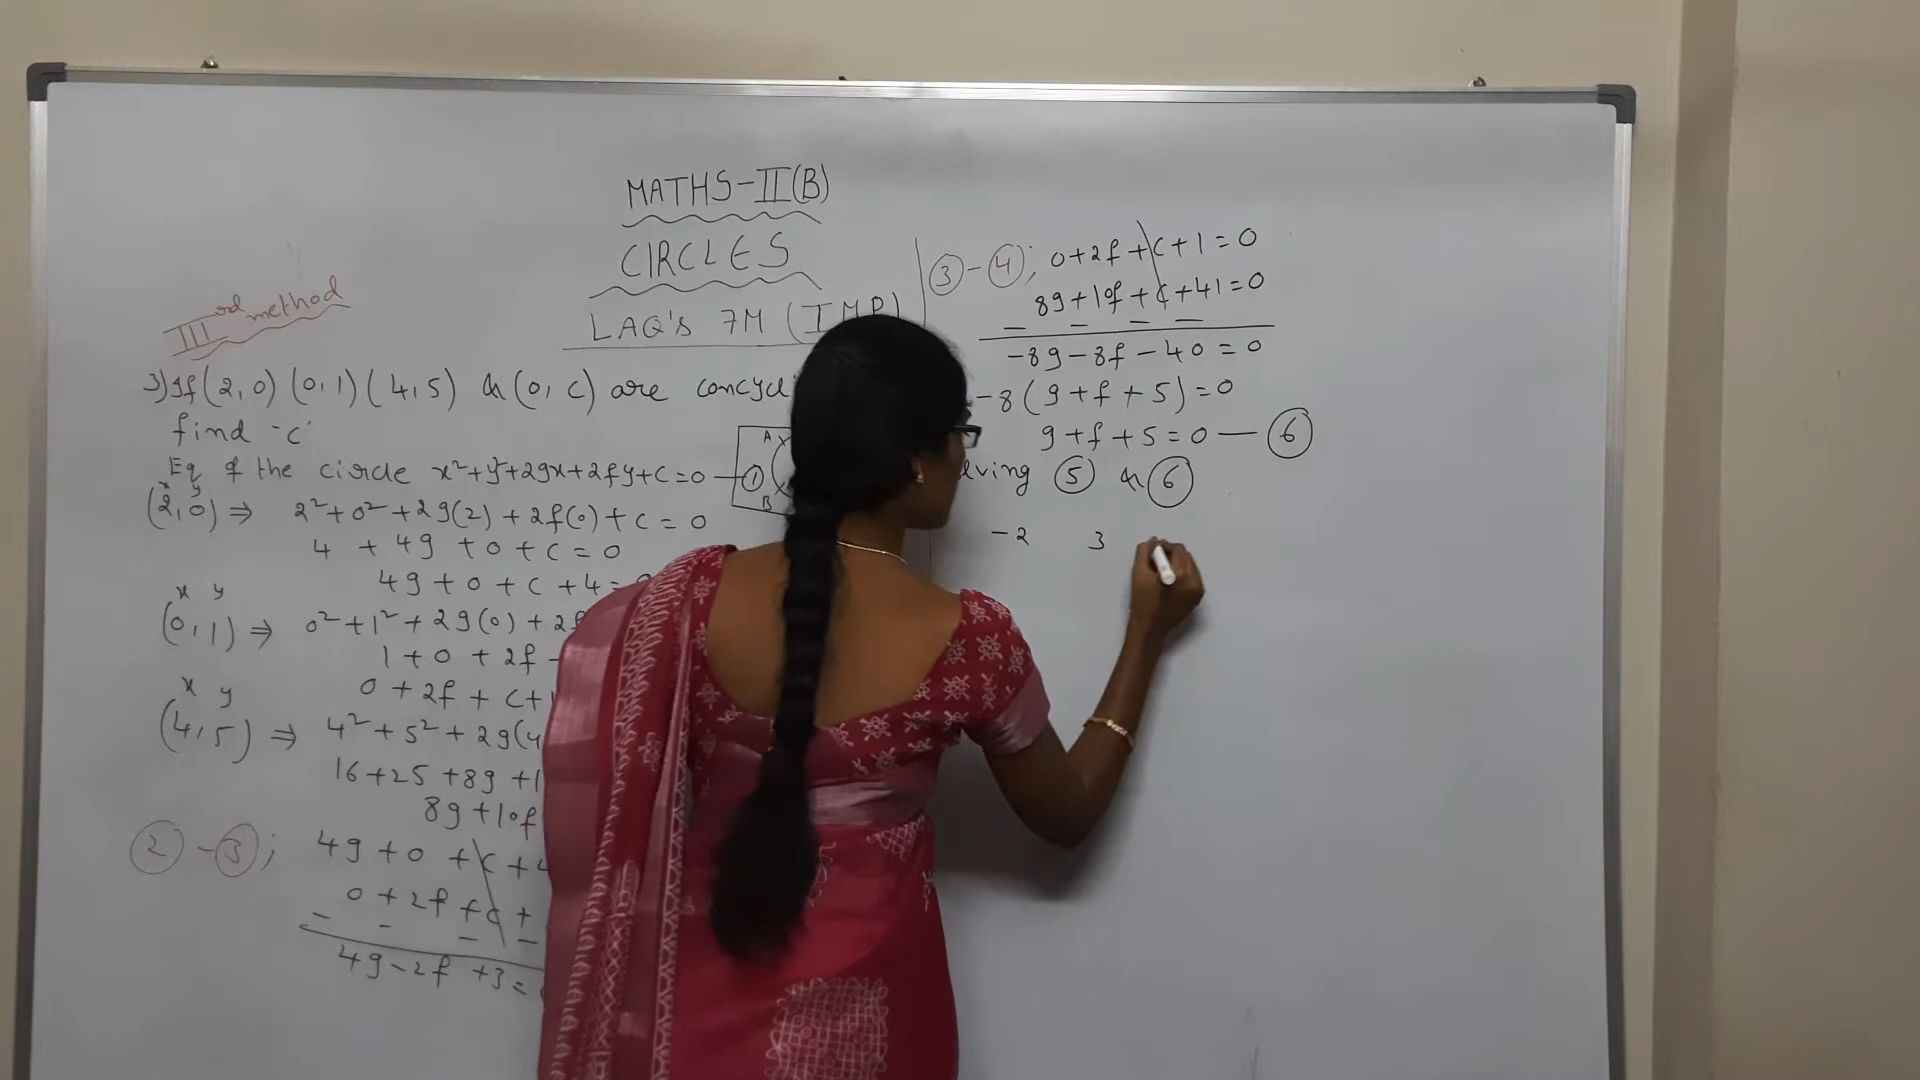 MATHS-II(B)
CIRCLES
LAQ's 7M (IMP)
IIIrd method
3) If (2,0) (0,1) (4,5) & (0,c) are concycli
find 'c'
A
B
Eq of the circle x²+y²+2gx+2fy+c=0 — ①
x y
(2,0) ⇒ 2²+0²+2g(2)+2f(0)+c=0
4 +4g +0+c=0
4g+0+c+4=0
x y
(0,1) ⇒ 0²+1²+2g(0)+2f
1+0+2f
0+2f+c+1
x y
(4,5) ⇒ 4²+5²+2g(4
16+25+8g+1
8g+10f
②-③; 4g+0+c+4
0+2f+c+
- - - -
4g-2f+3=0
③-④; 0+2f+c+1=0
8g+10f+c+41=0
- - - -
-8g-8f-40=0
-8(g+f+5)=0
g+f+5=0 — ⑥
lving ⑤ & ⑥
-2 3